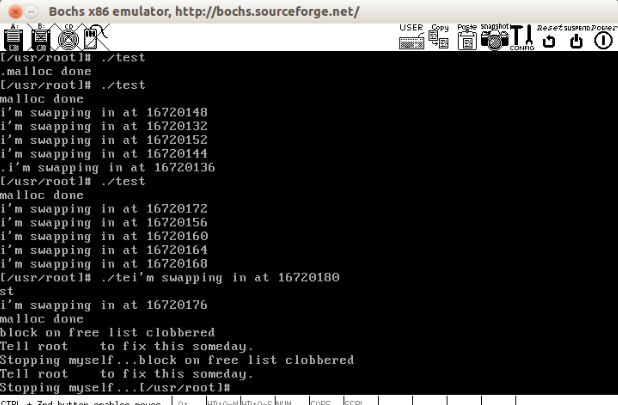 Bochs x86 emulator, http://bochs.sourceforge.net/
A: B: CD USER Copy Paste Snapshot CONFIG Reset SUSPEND Power
[/usr/root]# ./test
.malloc done
[/usr/root]# ./test
malloc done
i'm swapping in at 16720148
i'm swapping in at 16720132
i'm swapping in at 16720152
i'm swapping in at 16720144
.i'm swapping in at 16720136
[/usr/root]# ./test
malloc done
i'm swapping in at 16720172
i'm swapping in at 16720156
i'm swapping in at 16720160
i'm swapping in at 16720164
i'm swapping in at 16720168
[/usr/root]# ./tei'm swapping in at 16720180
st
i'm swapping in at 16720176
malloc done
block on free list clobbered
Tell root    to fix this someday.
Stopping myself...block on free list clobbered
Tell root    to fix this someday.
Stopping myself...[/usr/root]#
CTRL + 3rd button enables mouse